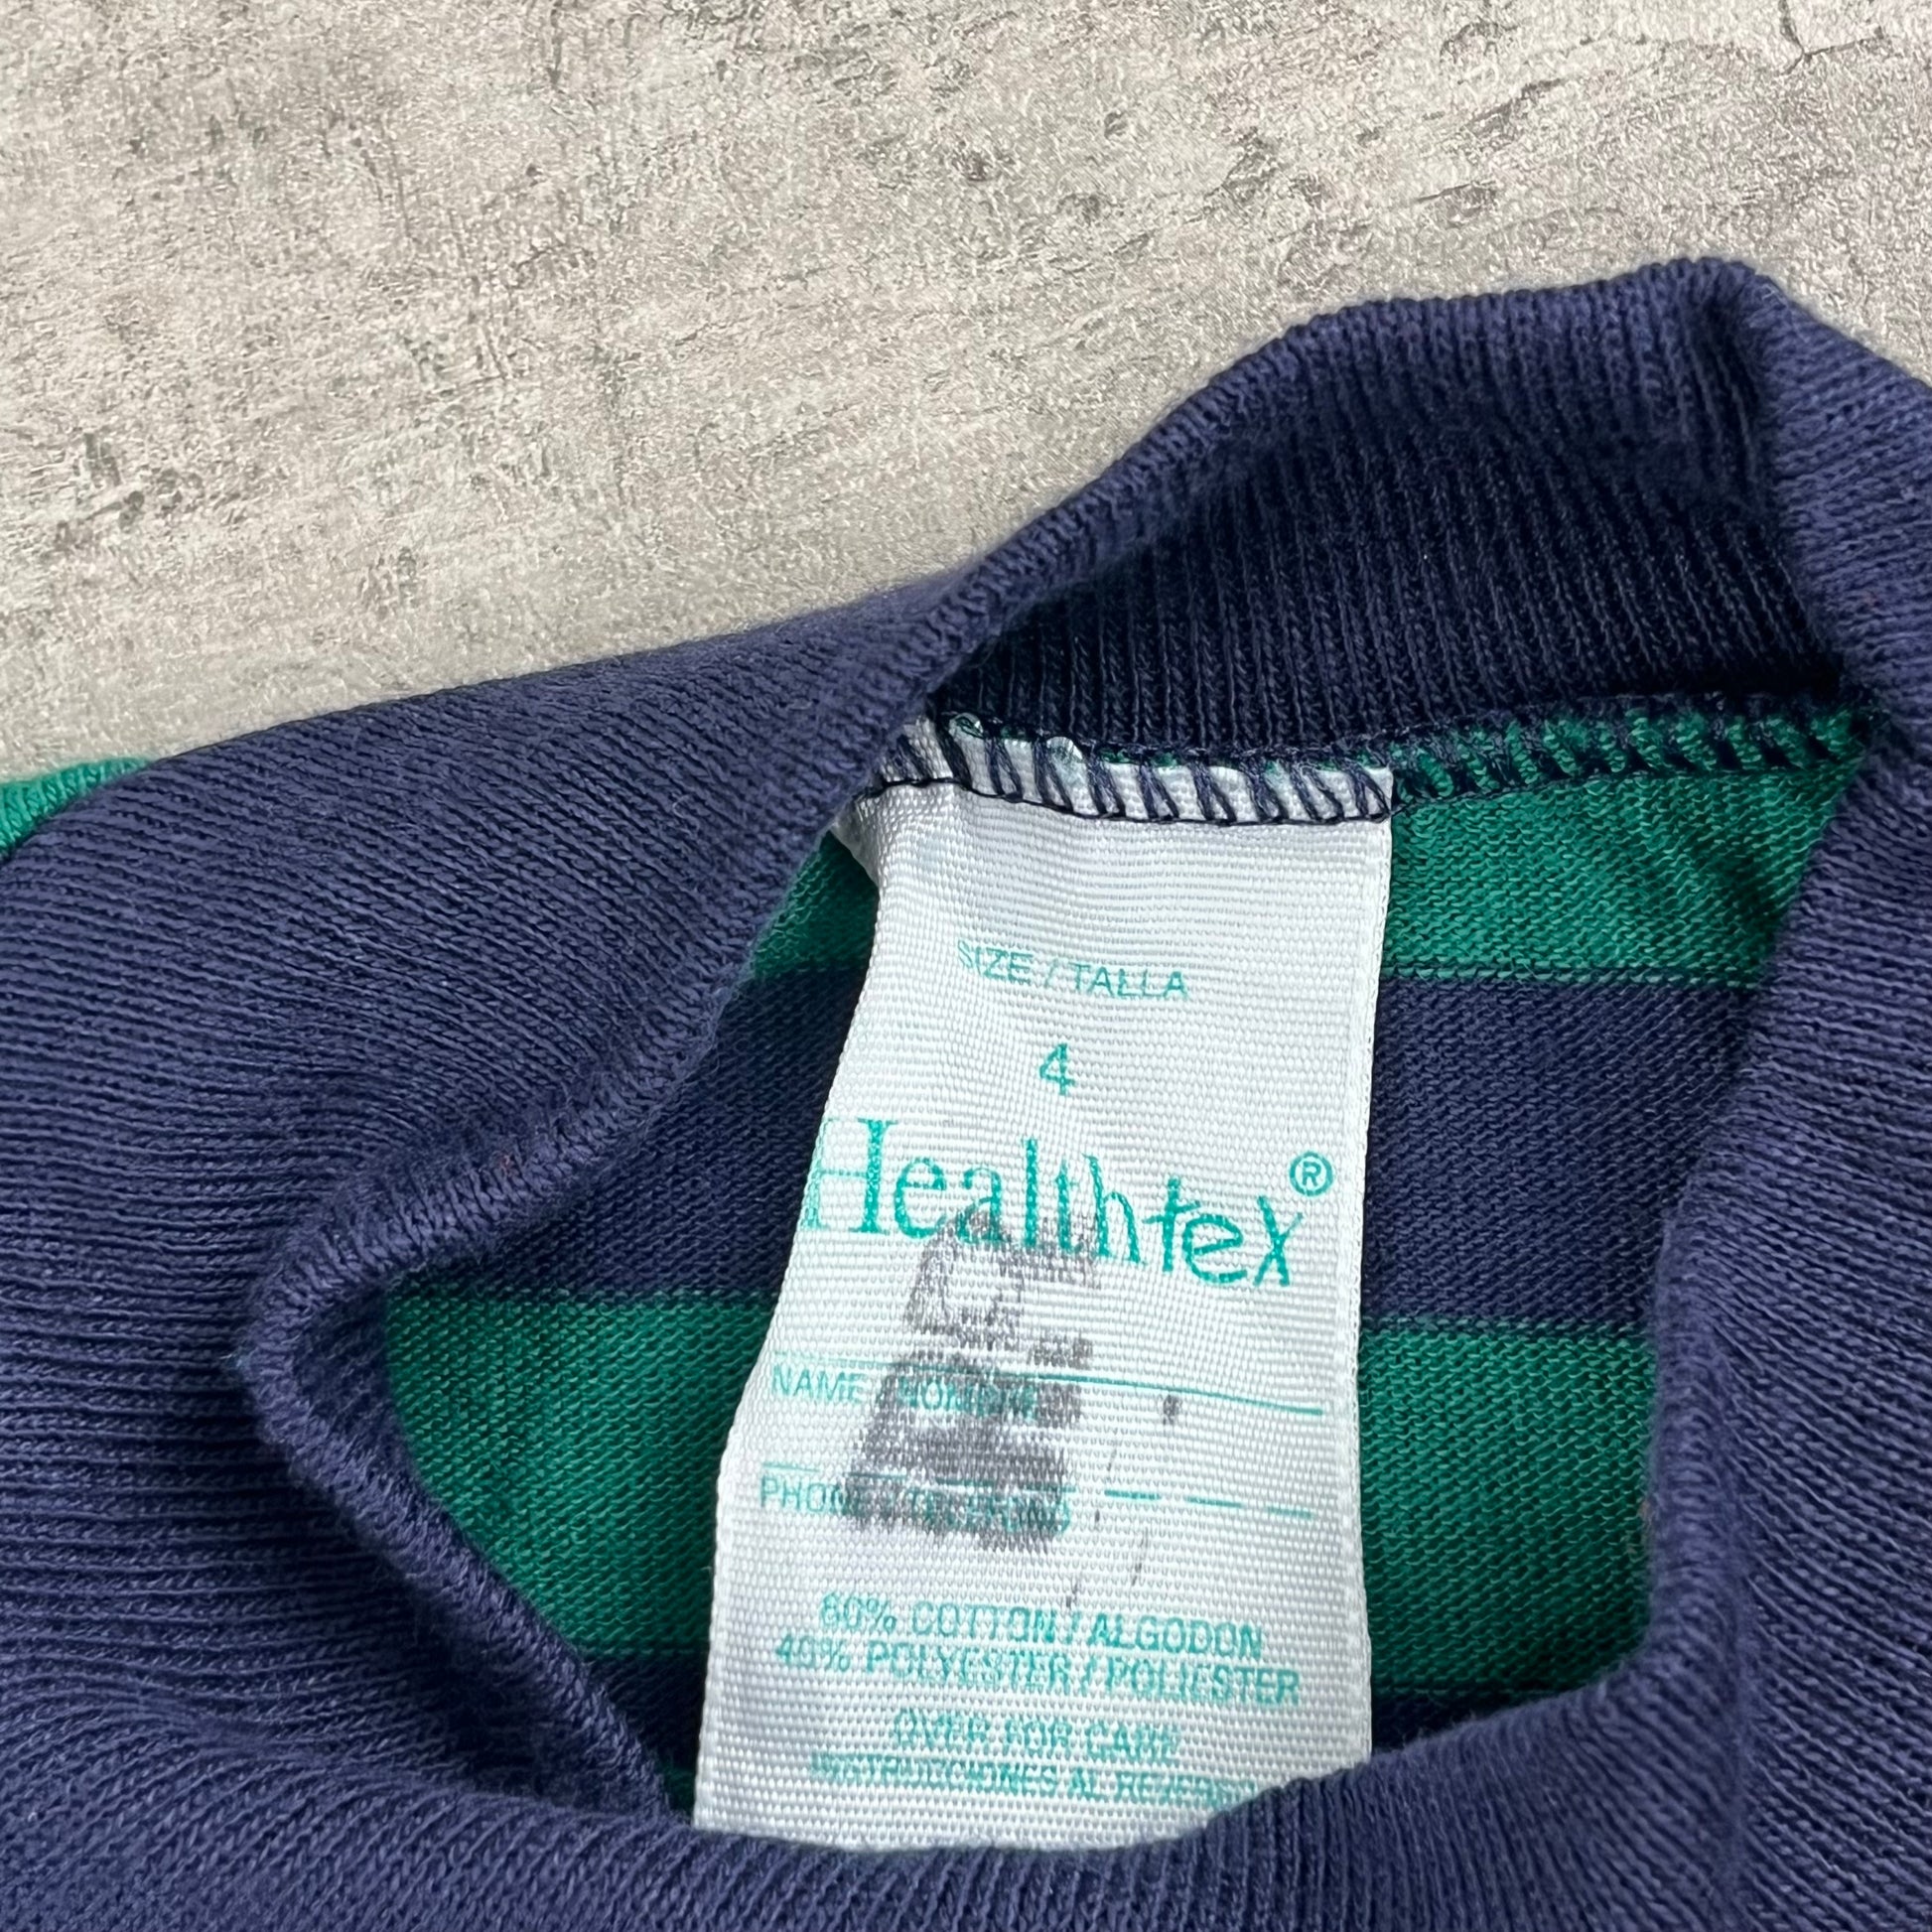 SIZE / TALLA
4
Healthtex®
NAME / NOMBRE
PHONE / TELEFONO
60% COTTON / ALGODON
40% POLYESTER / POLIESTER
OVER FOR CARE
INSTRUCCIONES AL REVERSO